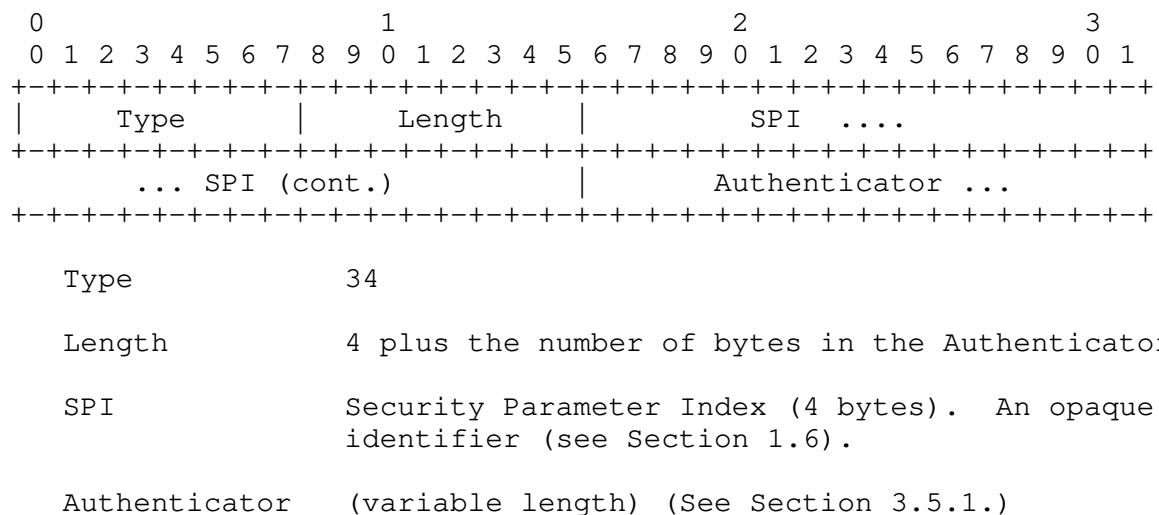 0                   1                   2                   3
 0 1 2 3 4 5 6 7 8 9 0 1 2 3 4 5 6 7 8 9 0 1 2 3 4 5 6 7 8 9 0 1
+-+-+-+-+-+-+-+-+-+-+-+-+-+-+-+-+-+-+-+-+-+-+-+-+-+-+-+-+-+-+-+-+
|     Type      |     Length    |         SPI  ....
+-+-+-+-+-+-+-+-+-+-+-+-+-+-+-+-+-+-+-+-+-+-+-+-+-+-+-+-+-+-+-+-+
       ... SPI (cont.)          |       Authenticator ...
+-+-+-+-+-+-+-+-+-+-+-+-+-+-+-+-+-+-+-+-+-+-+-+-+-+-+-+-+-+-+-+-+
   Type            34
   Length          4 plus the number of bytes in the Authenticator
   SPI             Security Parameter Index (4 bytes).  An opaque
                   identifier (see Section 1.6).
   Authenticator   (variable length) (See Section 3.5.1.)